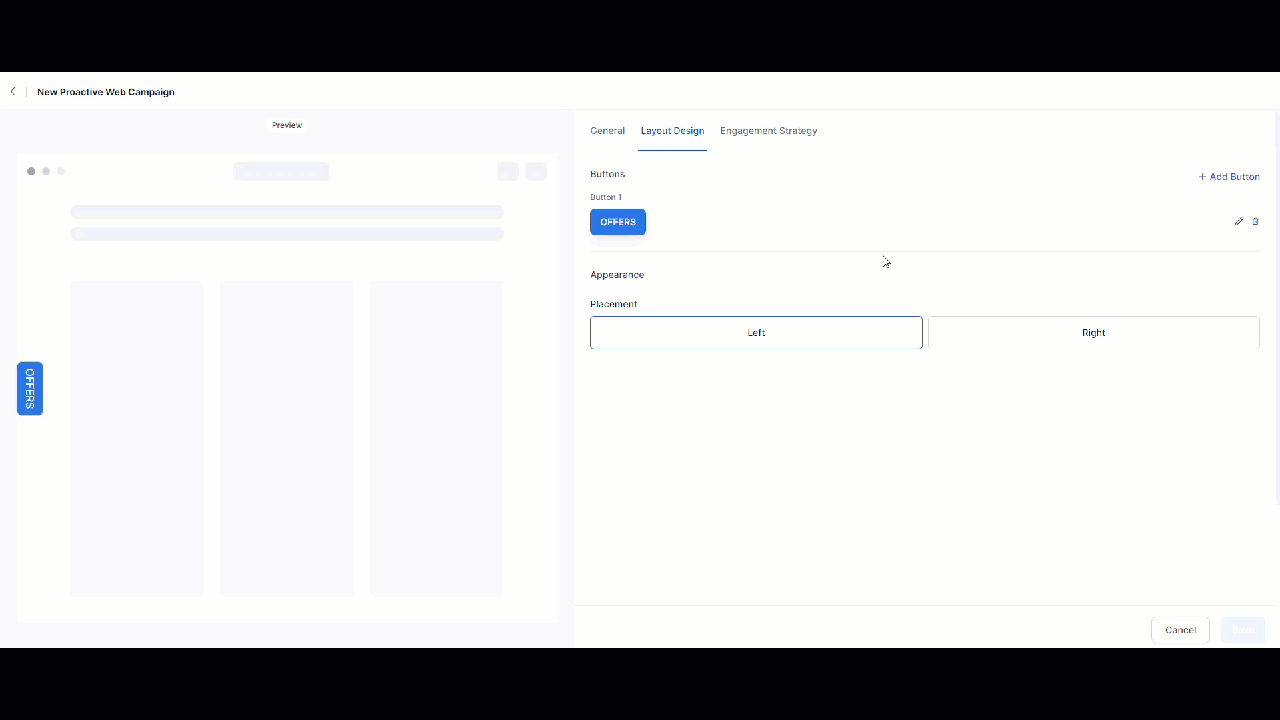 New Proactive Web Campaign
Preview
OFFERS
General
Layout Design
Engagement Strategy
Buttons
+ Add Button
Button 1
OFFERS
Appearance
Placement
Left
Right
Cancel